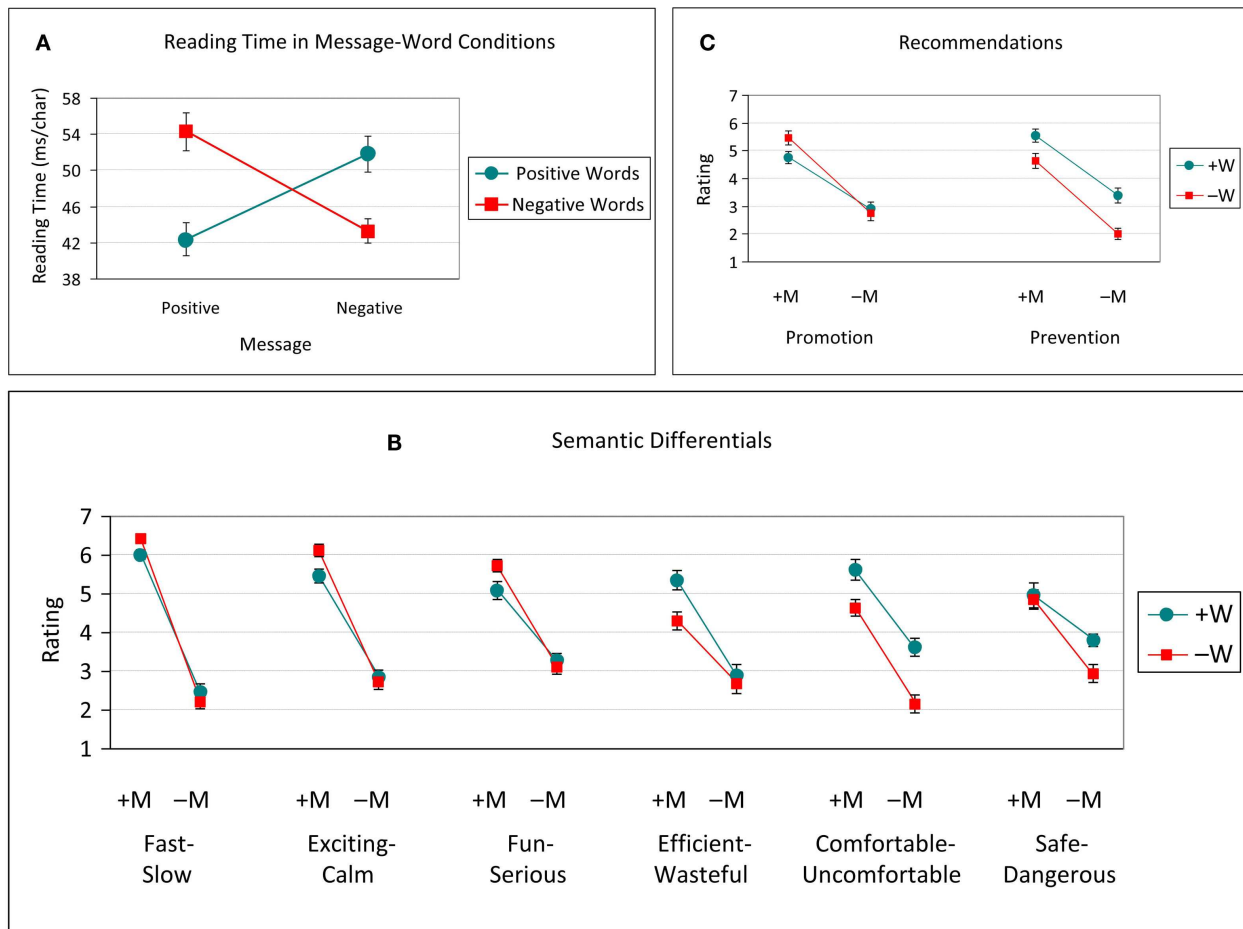 A
Reading Time in Message-Word Conditions
Reading Time (ms/char)
58
54
50
46
42
38
Positive
Negative
Message
Positive Words
Negative Words
C
Recommendations
Rating
7
6
5
4
3
2
1
+M –M +M –M
Promotion Prevention
+W
–W
B
Semantic Differentials
Rating
7
6
5
4
3
2
1
+M –M +M –M +M –M +M –M +M –M +M –M
Fast- Exciting- Fun- Efficient- Comfortable- Safe-
Slow Calm Serious Wasteful Uncomfortable Dangerous
+W
–W